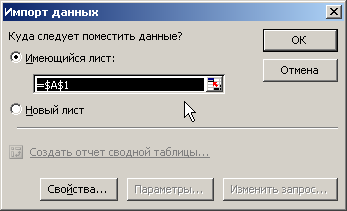 Импорт данных
Куда следует поместить данные?
Имеющийся лист:
=$A$1
Новый лист
Создать отчет сводной таблицы...
ОК
Отмена
Свойства...
Параметры...
Изменить запрос...